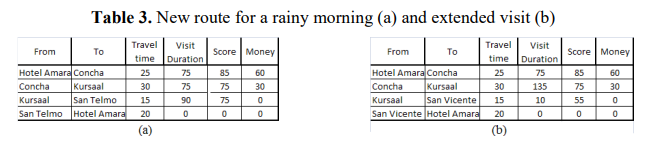 Table 3. New route for a rainy morning (a) and extended visit (b)
From To Travel time Visit Duration Score Money
Hotel Amara Concha 25 75 85 60
Concha Kursaal 30 75 75 30
Kursaal San Telmo 15 90 75 0
San Telmo Hotel Amara 20 0 0 0
(a)
From To Travel time Visit Duration Score Money
Hotel Amara Concha 25 75 85 60
Concha Kursaal 30 135 75 30
Kursaal San Vicente 15 10 55 0
San Vicente Hotel Amara 20 0 0 0
(b)